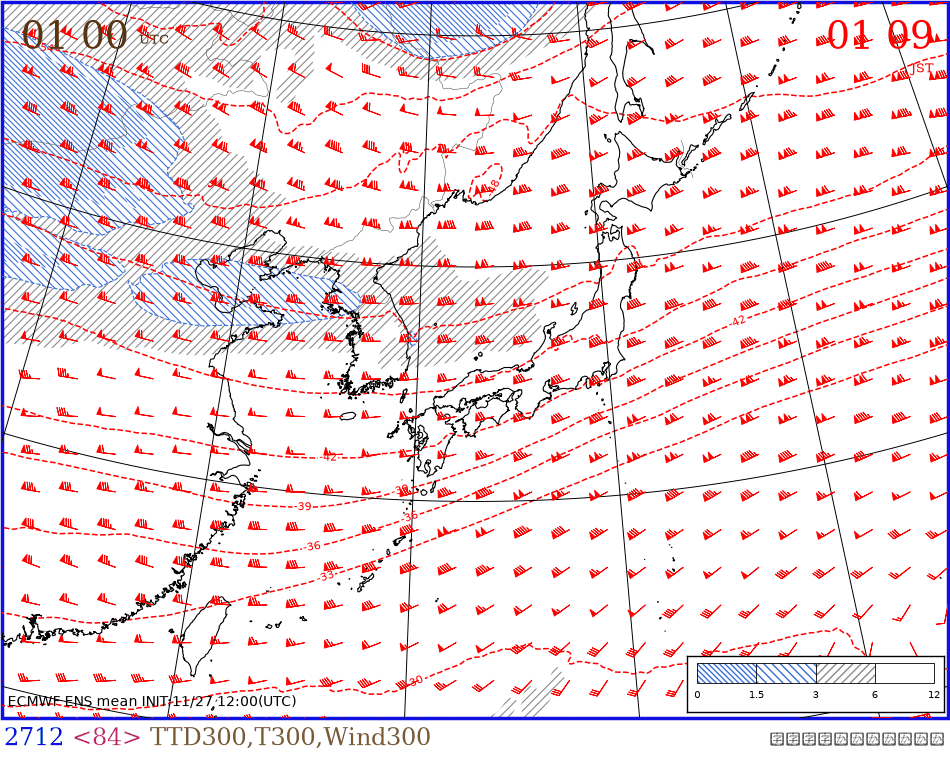 01 00 UTC
01 09 JST
-42
-42
-39
-36
-39
-36
-33
-30
0 1.5 3 6 12
ECMWF ENS mean INIT:11/27 12:00(UTC)
2712 <84> TTD300,T300,Wind300